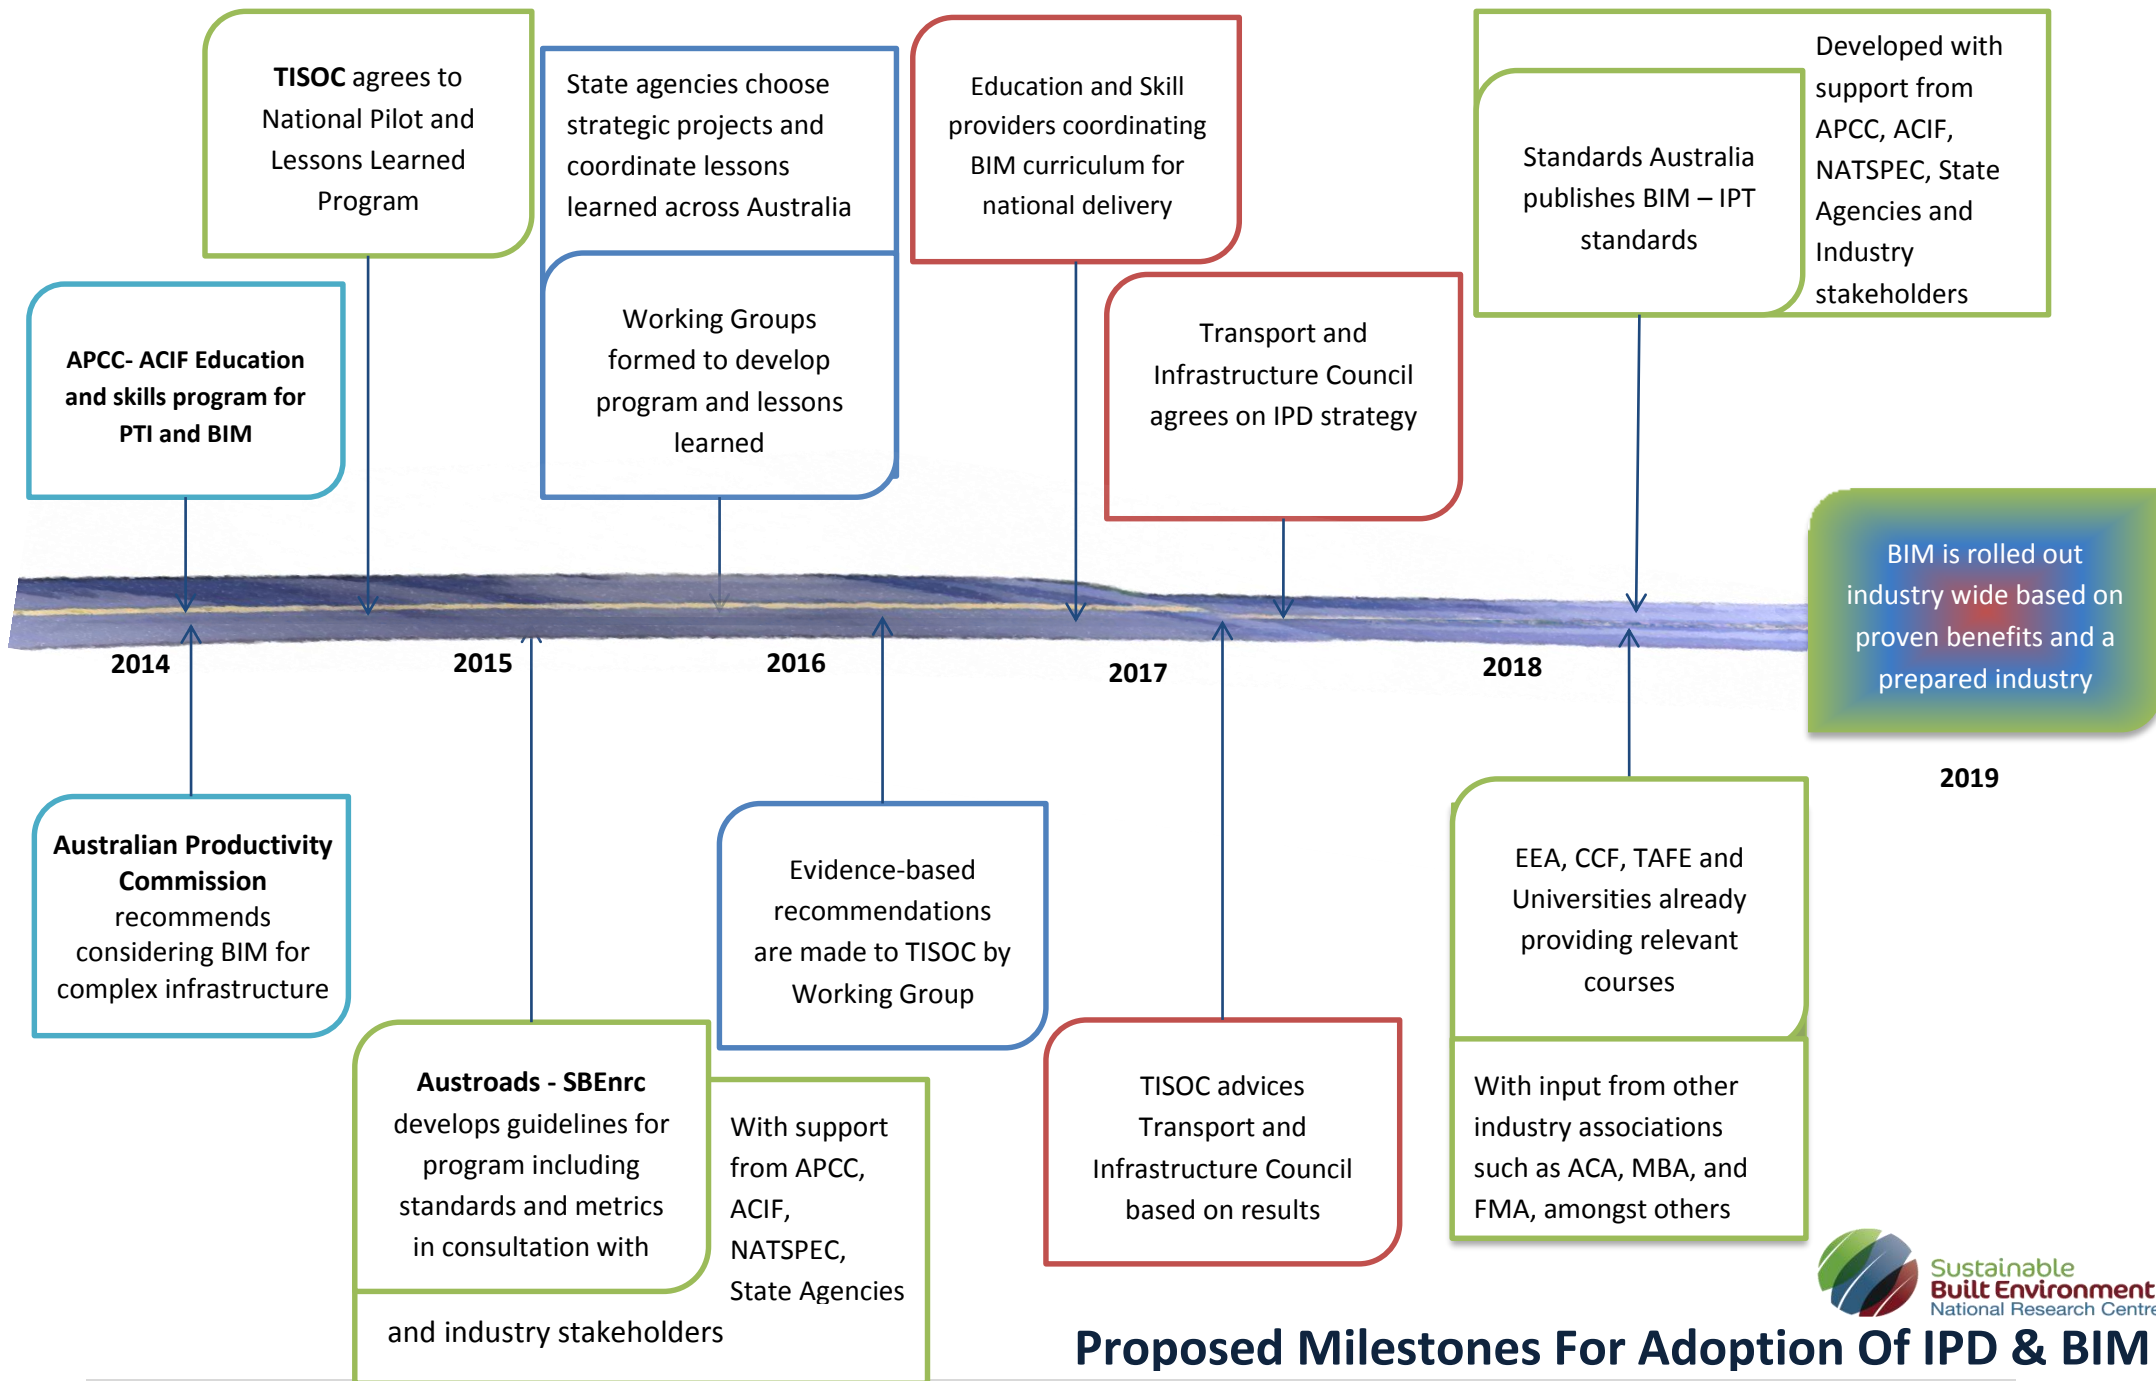 TISOC agrees to
National Pilot and
Lessons Learned
Program
State agencies choose
strategic projects and
coordinate lessons
learned across Australia
Education and Skill
providers coordinating
BIM curriculum for
national delivery
Standards Australia
publishes BIM – IPT
standards
Developed with
support from
APCC, ACIF,
NATSPEC, State
Agencies and
Industry
stakeholders
APCC- ACIF Education
and skills program for
PTI and BIM
Working Groups
formed to develop
program and lessons
learned
Transport and
Infrastructure Council
agrees on IPD strategy
BIM is rolled out
industry wide based on
proven benefits and a
prepared industry
2014
2015
2016
2017
2018
2019
Australian Productivity
Commission
recommends
considering BIM for
complex infrastructure
Austroads - SBEnrc
develops guidelines for
program including
standards and metrics
in consultation with
With support
from APCC,
ACIF,
NATSPEC,
State Agencies
and industry stakeholders
Evidence-based
recommendations
are made to TISOC by
Working Group
TISOC advices
Transport and
Infrastructure Council
based on results
EEA, CCF, TAFE and
Universities already
providing relevant
courses
With input from other
industry associations
such as ACA, MBA, and
FMA, amongst others
Sustainable
Built Environment
National Research Centre
Proposed Milestones For Adoption Of IPD & BIM